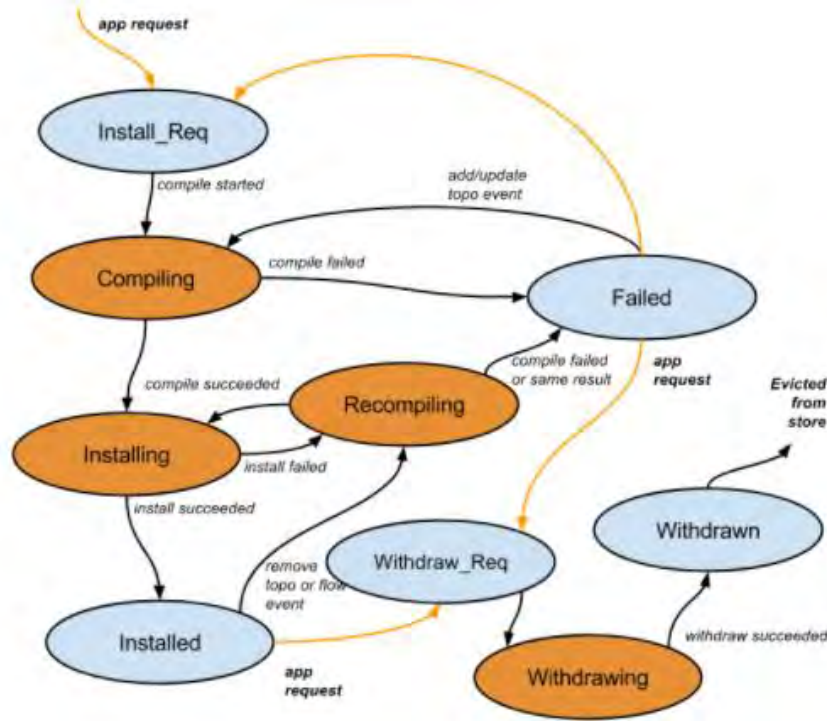 app request
Install_Req
compile started
add/update
topo event
Compiling
compile failed
Failed
compile succeeded
Recompiling
compile failed
or same result
app
request
Evicted
from
store
Installing
install failed
install succeeded
Withdraw_Req
Withdrawn
remove
topo or flow
event
Installed
app
request
Withdrawing
withdraw succeeded